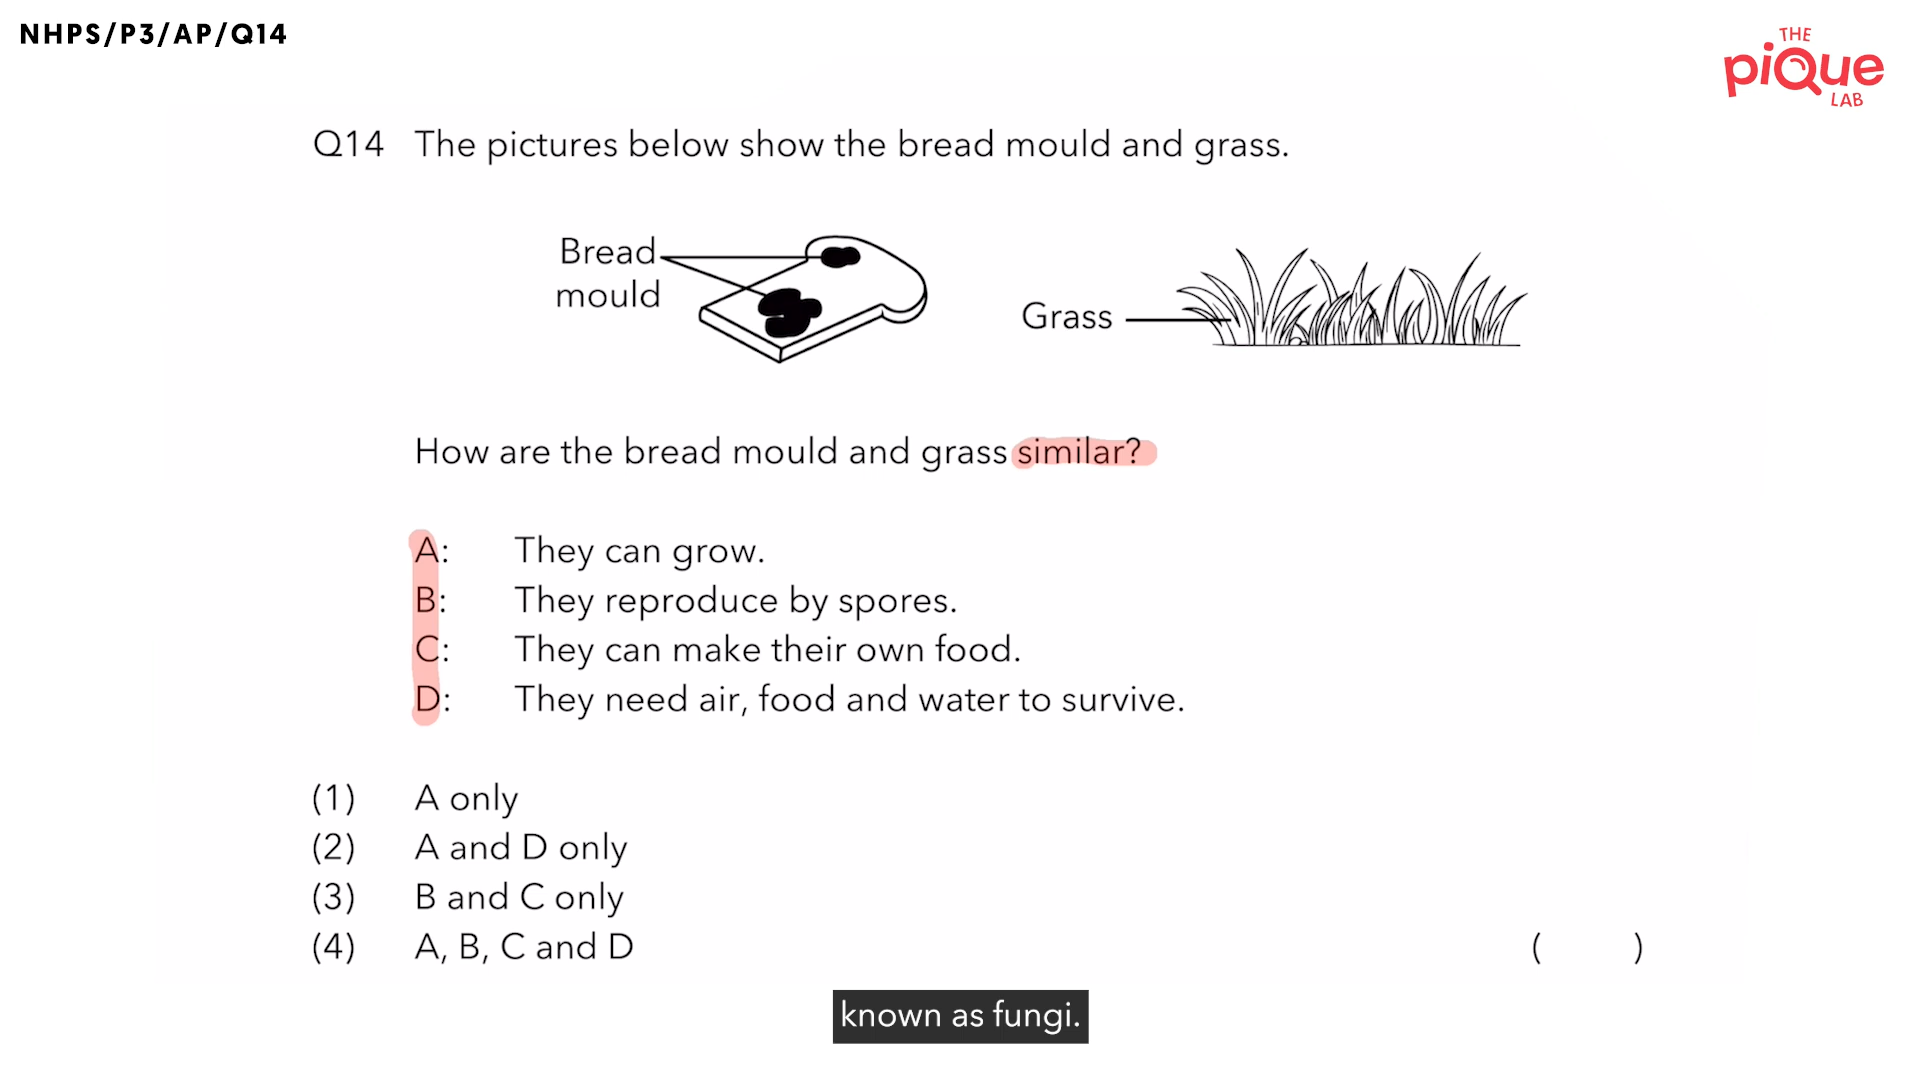 NHPS/P3/AP/Q14
THE
piQue
LAB
Q14 The pictures below show the bread mould and grass.
Bread
mould
Grass
How are the bread mould and grass similar?
A: They can grow.
B: They reproduce by spores.
C: They can make their own food.
D: They need air, food and water to survive.
(1) A only
(2) A and D only
(3) B and C only
(4) A, B, C and D ( )
known as fungi.